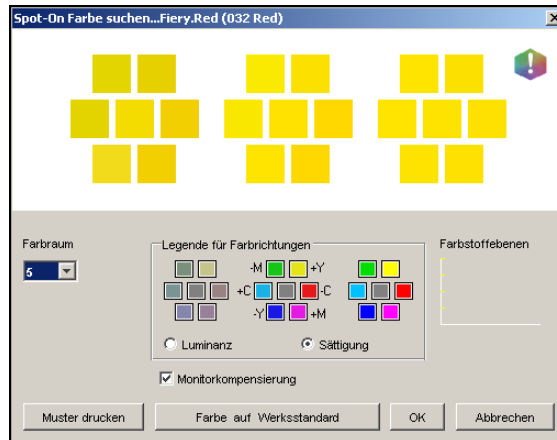 Spot-On Farbe suchen...Fiery.Red (032 Red)
Farbraum
5
Legende für Farbrichtungen
-M +Y
+C -C
-Y +M
Luminanz Sättigung
Farbstoffebenen
Monitorkompensierung
Muster drucken Farbe auf Werksstandard OK Abbrechen